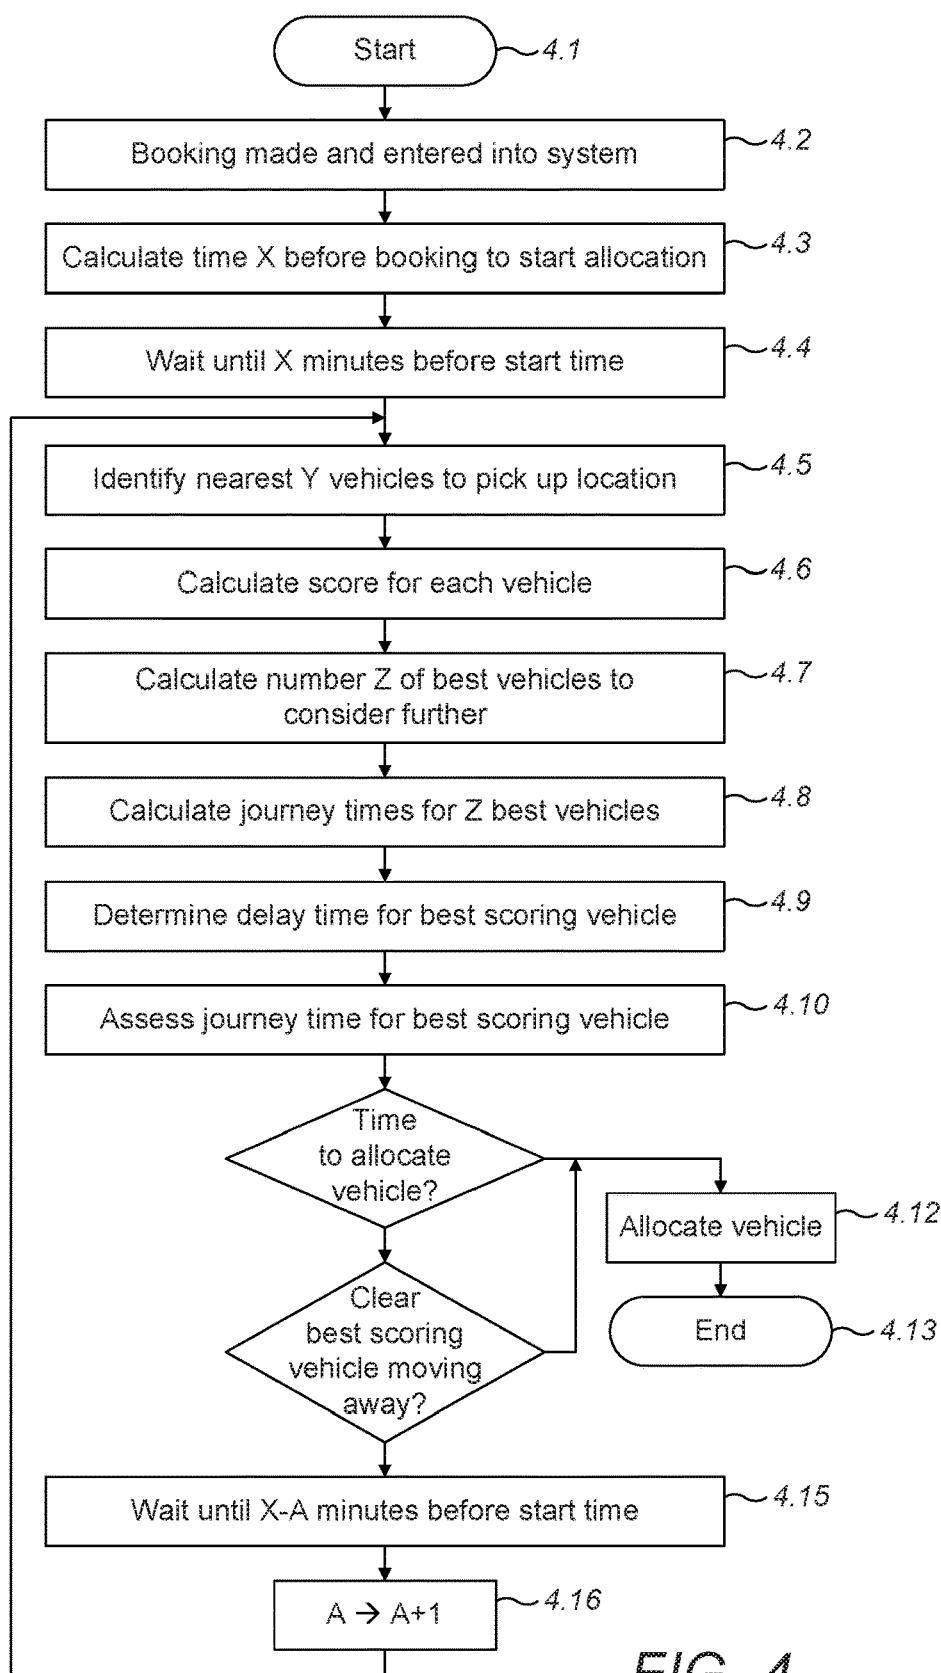 Start
4.1
Booking made and entered into system
4.2
Calculate time X before booking to start allocation
4.3
Wait until X minutes before start time
4.4
Identify nearest Y vehicles to pick up location
4.5
Calculate score for each vehicle
4.6
Calculate number Z of best vehicles to
consider further
4.7
Calculate journey times for Z best vehicles
4.8
Determine delay time for best scoring vehicle
4.9
Assess journey time for best scoring vehicle
4.10
Time
to allocate
vehicle?
Allocate vehicle
4.12
Clear
best scoring
vehicle moving
away?
End
4.13
Wait until X-A minutes before start time
4.15
A → A+1
4.16
FIG. 4